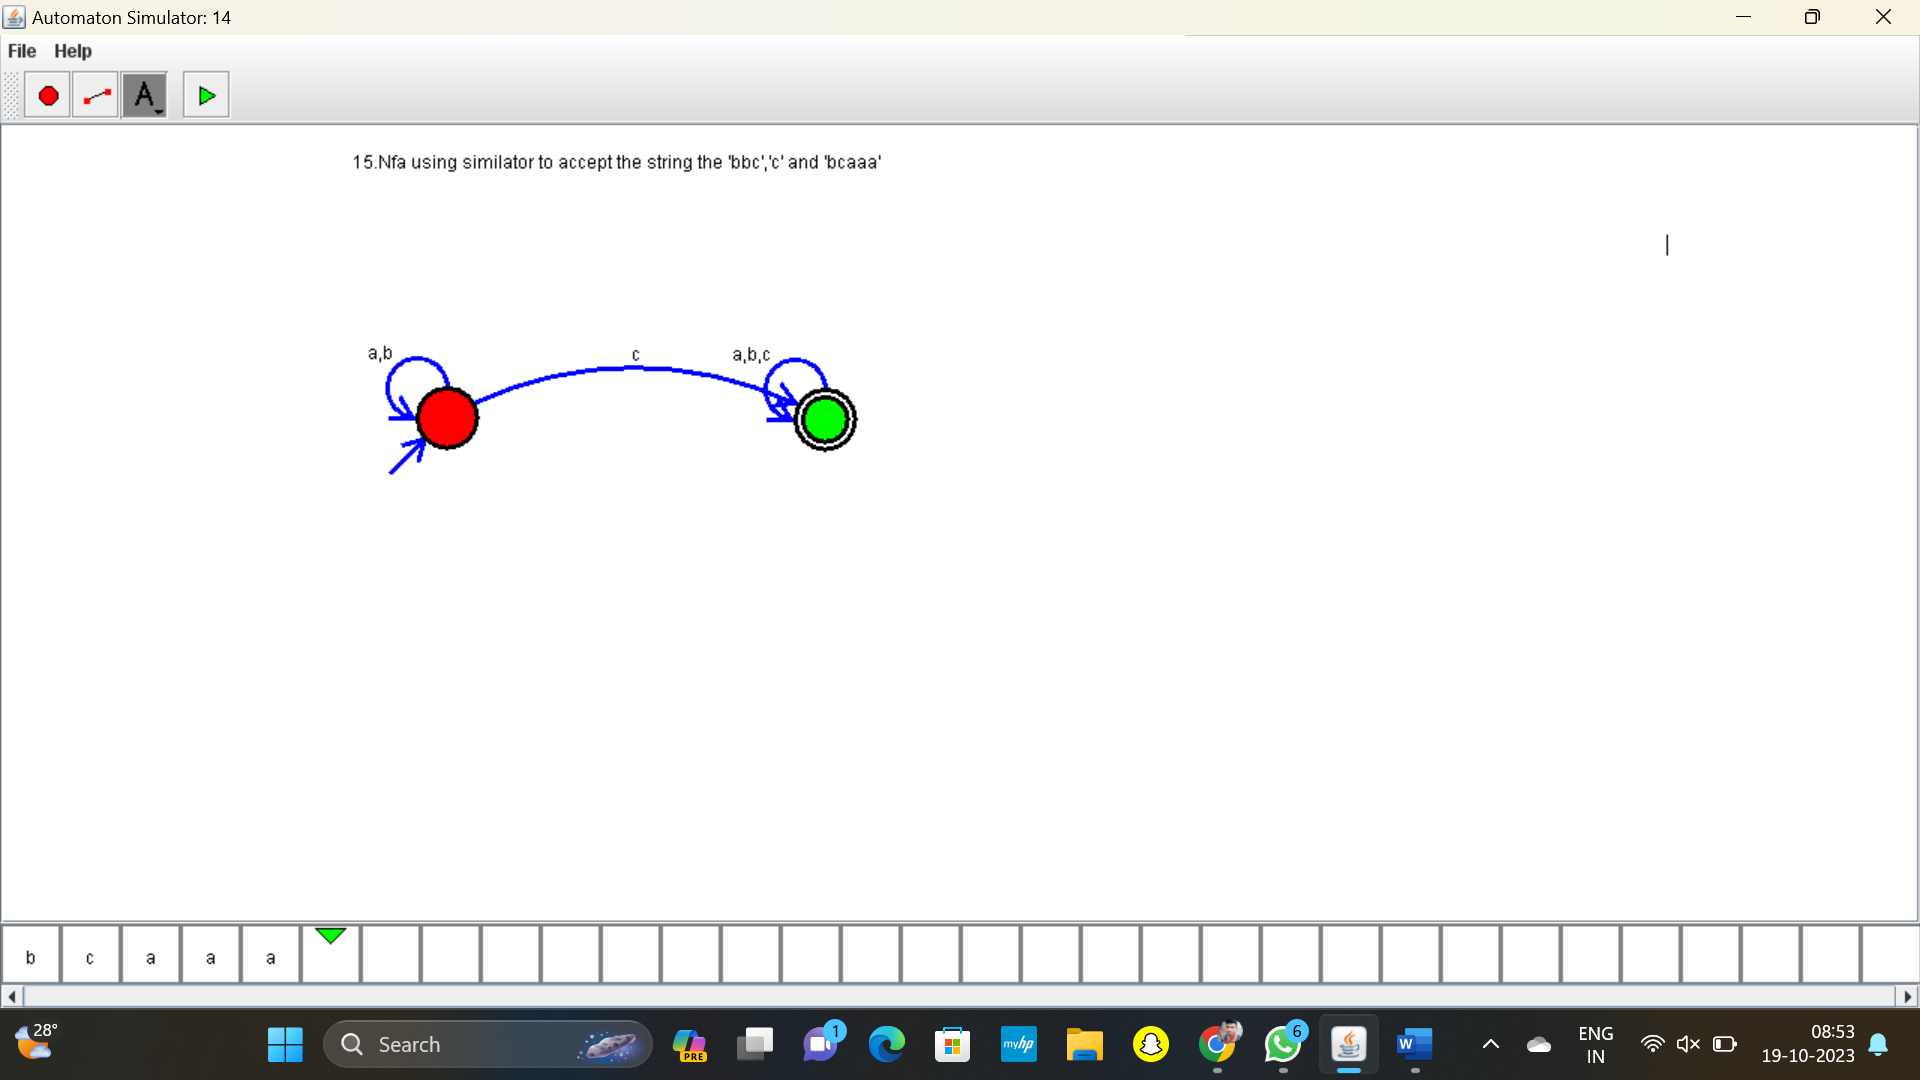 Automaton Simulator: 14
File Help
A
15.Nfa using similator to accept the string the 'bbc','c' and 'bcaaa'
a,b
c
a,b,c
b c a a a
28°
Search
PRE
1
myhp
6
W
ENG
IN
08:53
19-10-2023